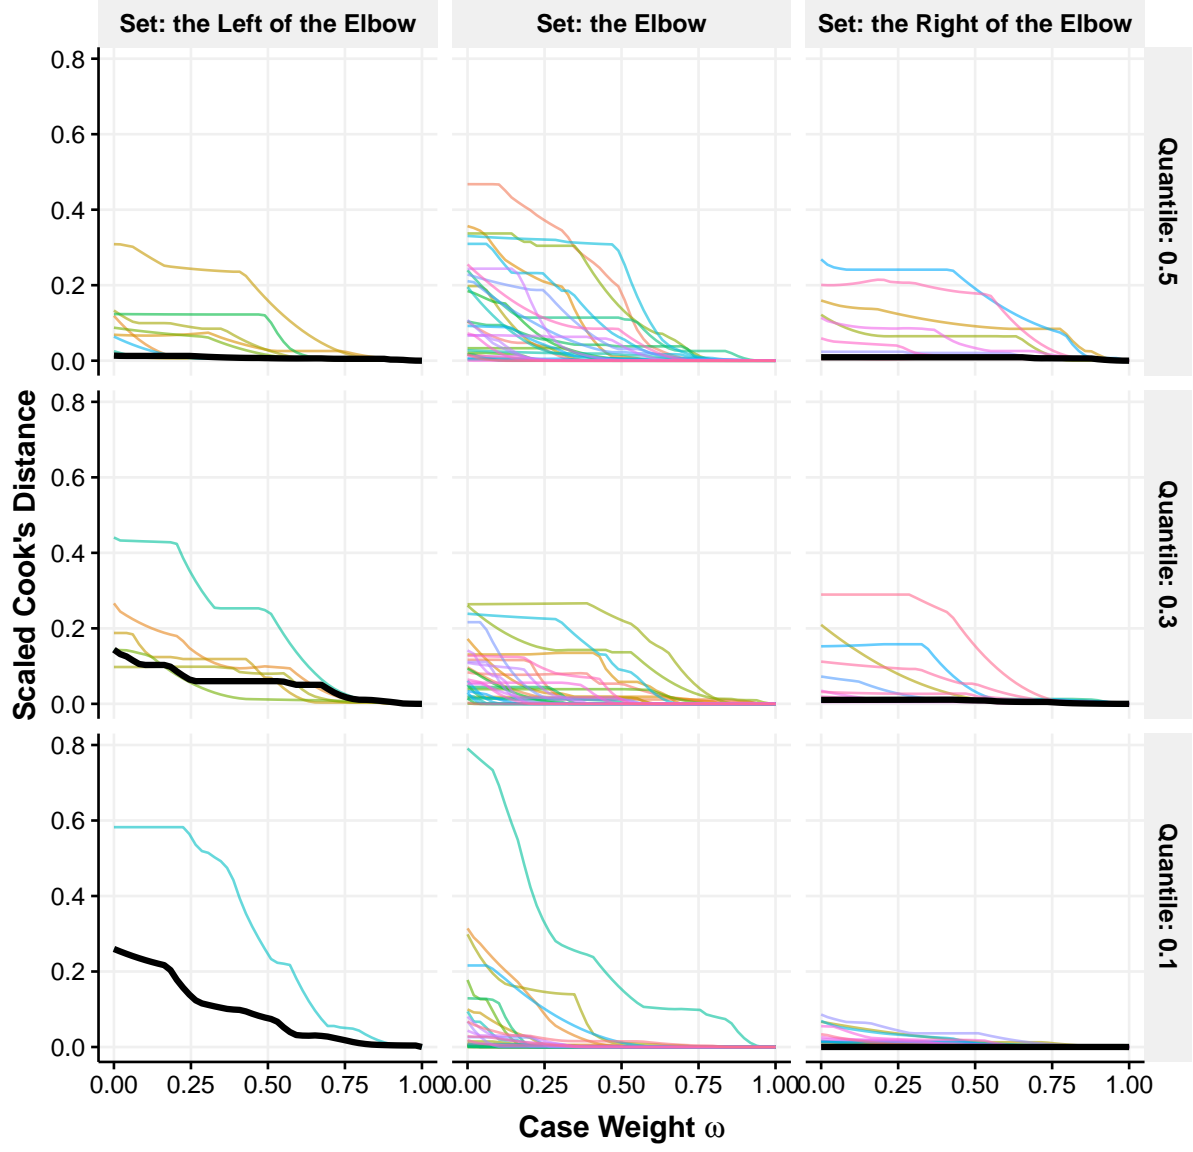 Set: the Left of the Elbow
Set: the Elbow
Set: the Right of the Elbow
0.8
0.6
0.4
0.2
0.0
Quantile: 0.5
0.8
0.6
0.4
0.2
0.0
Quantile: 0.3
0.8
0.6
0.4
0.2
0.0
Quantile: 0.1
Scaled Cook's Distance
0.00 0.25 0.50 0.75 1.00
0.00 0.25 0.50 0.75 1.00
0.00 0.25 0.50 0.75 1.00
Case Weight ω